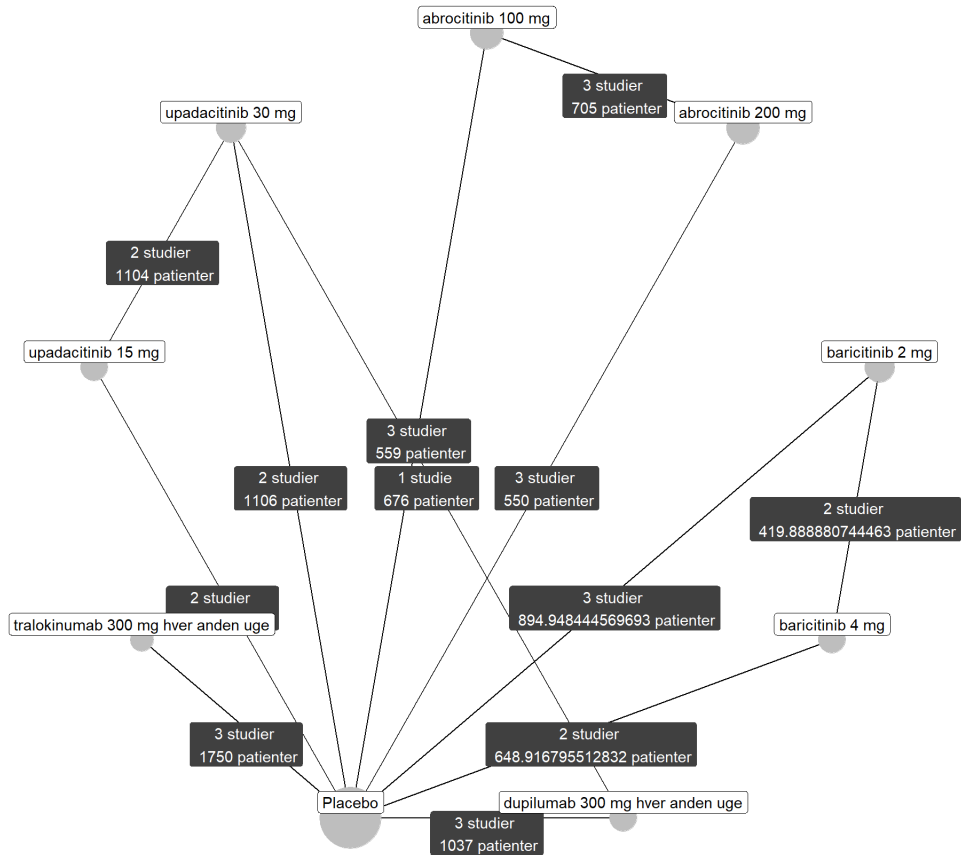 abrocitinib 100 mg
3 studier
705 patienter
upadacitinib 30 mg
abrocitinib 200 mg
2 studier
1104 patienter
upadacitinib 15 mg
baricitinib 2 mg
3 studier
559 patienter
2 studier
1106 patienter
1 studie
676 patienter
3 studier
550 patienter
2 studier
419.888880744463 patienter
2 studier
3 studier
894.948444569693 patienter
tralokinumab 300 mg hver anden uge
baricitinib 4 mg
3 studier
1750 patienter
2 studier
648.916795512832 patienter
Placebo
dupilumab 300 mg hver anden uge
3 studier
1037 patienter